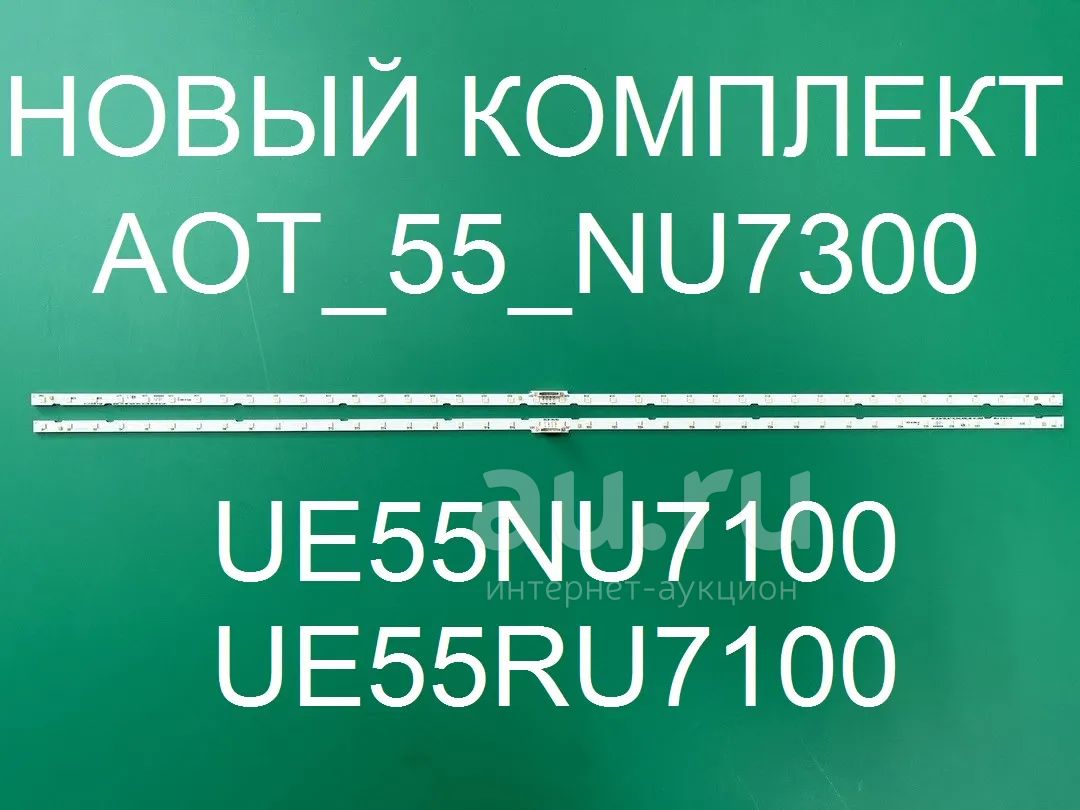 НОВЫЙ КОМПЛЕКТ
AOT_55_NU7300
au.ru
UE55NU7100
интернет-аукцион
UE55RU7100